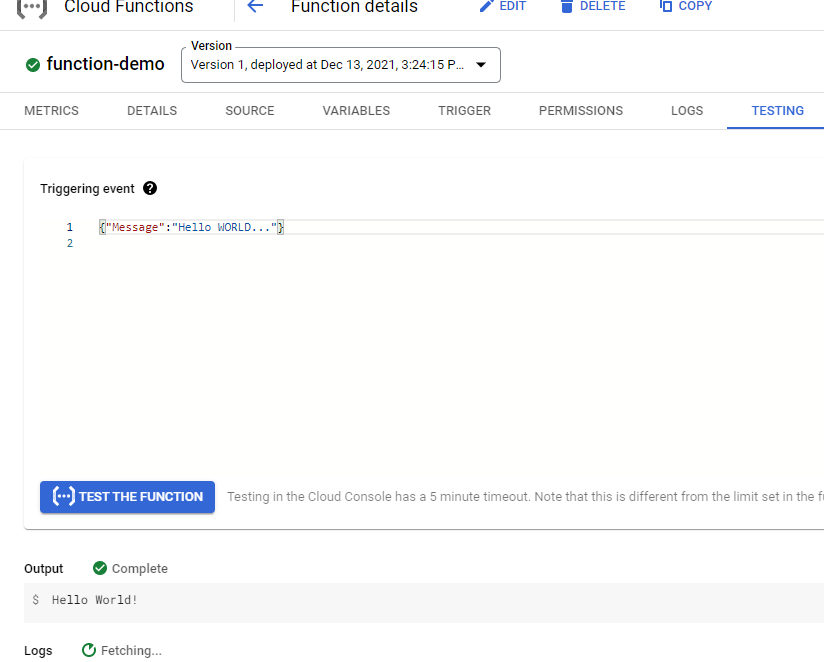 Cloud Functions
Function details
EDIT
DELETE
COPY
function-demo
Version
Version 1, deployed at Dec 13, 2021, 3:24:15 P...
METRICS
DETAILS
SOURCE
VARIABLES
TRIGGER
PERMISSIONS
LOGS
TESTING
Triggering event
1 {"Message":"Hello WORLD..."}
2
TEST THE FUNCTION
Testing in the Cloud Console has a 5 minute timeout. Note that this is different from the limit set in the f
Output Complete
$ Hello World!
Logs Fetching...